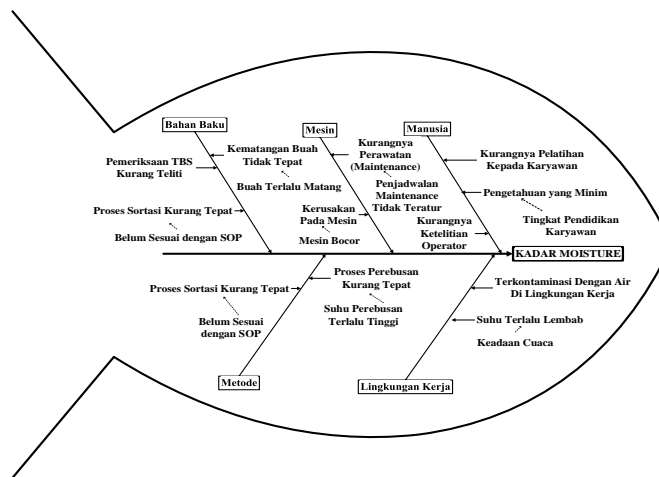 Bahan Baku
Mesin
Manusia
Kematangan Buah
Tidak Tepat
Pemeriksaan TBS
Kurang Teliti
Buah Terlalu Matang
Proses Sortasi Kurang Tepat
Belum Sesuai dengan SOP
Kurangnya
Perawatan
(Maintenance)
Penjadwalan
Maintenance
Tidak Teratur
Kerusakan
Pada Mesin
Mesin Bocor
Kurangnya Pelatihan
Kepada Karyawan
Pengetahuan yang Minim
Tingkat Pendidikan
Karyawan
Kurangnya
Ketelitian
Operator
KADAR MOISTURE
Proses Sortasi Kurang Tepat
Belum Sesuai
dengan SOP
Proses Perebusan
Kurang Tepat
Suhu Perebusan
Terlalu Tinggi
Terkontaminasi Dengan Air
Di Lingkungan Kerja
Suhu Terlalu Lembab
Keadaan Cuaca
Metode
Lingkungan Kerja